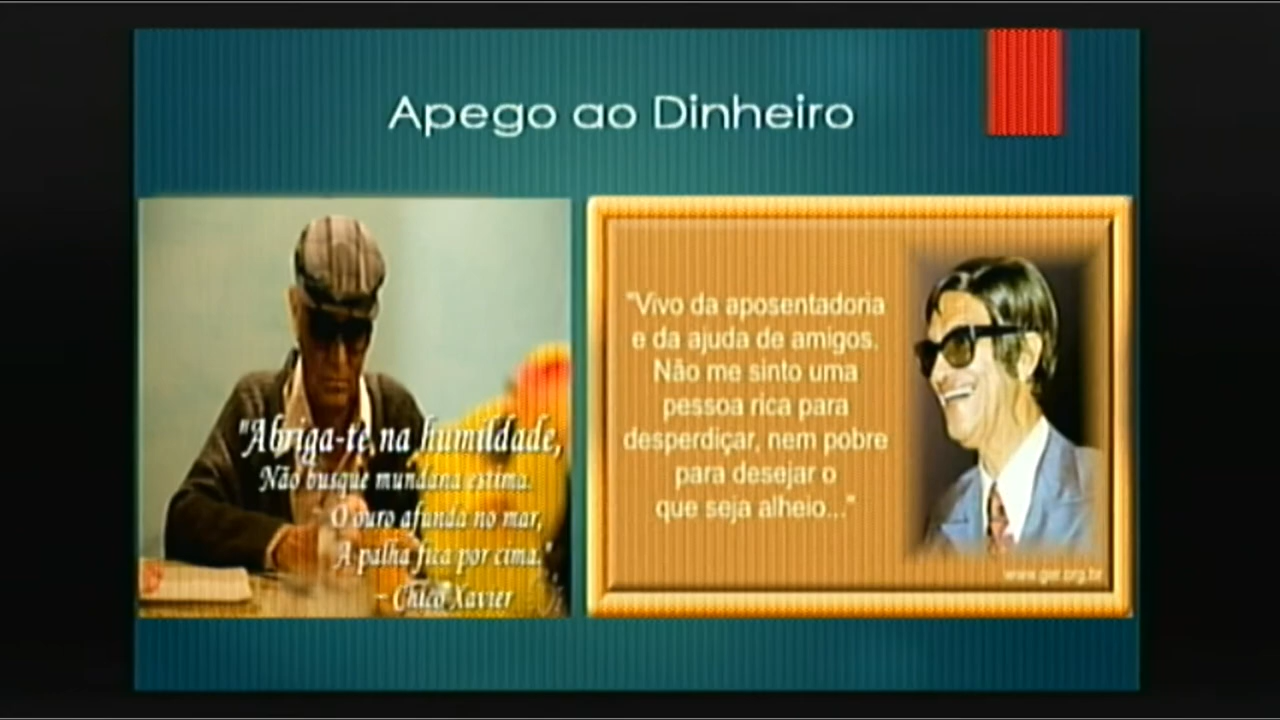 Apego ao Dinheiro
"Abriga-te na humildade,
Não busque mundana estima.
O ouro afunda no mar,
A palha fica por cima."
~ Chico Xavier
"Vivo da aposentadoria
e da ajuda de amigos.
Não me sinto uma
pessoa rica para
desperdiçar, nem pobre
para desejar o
que seja alheio..."